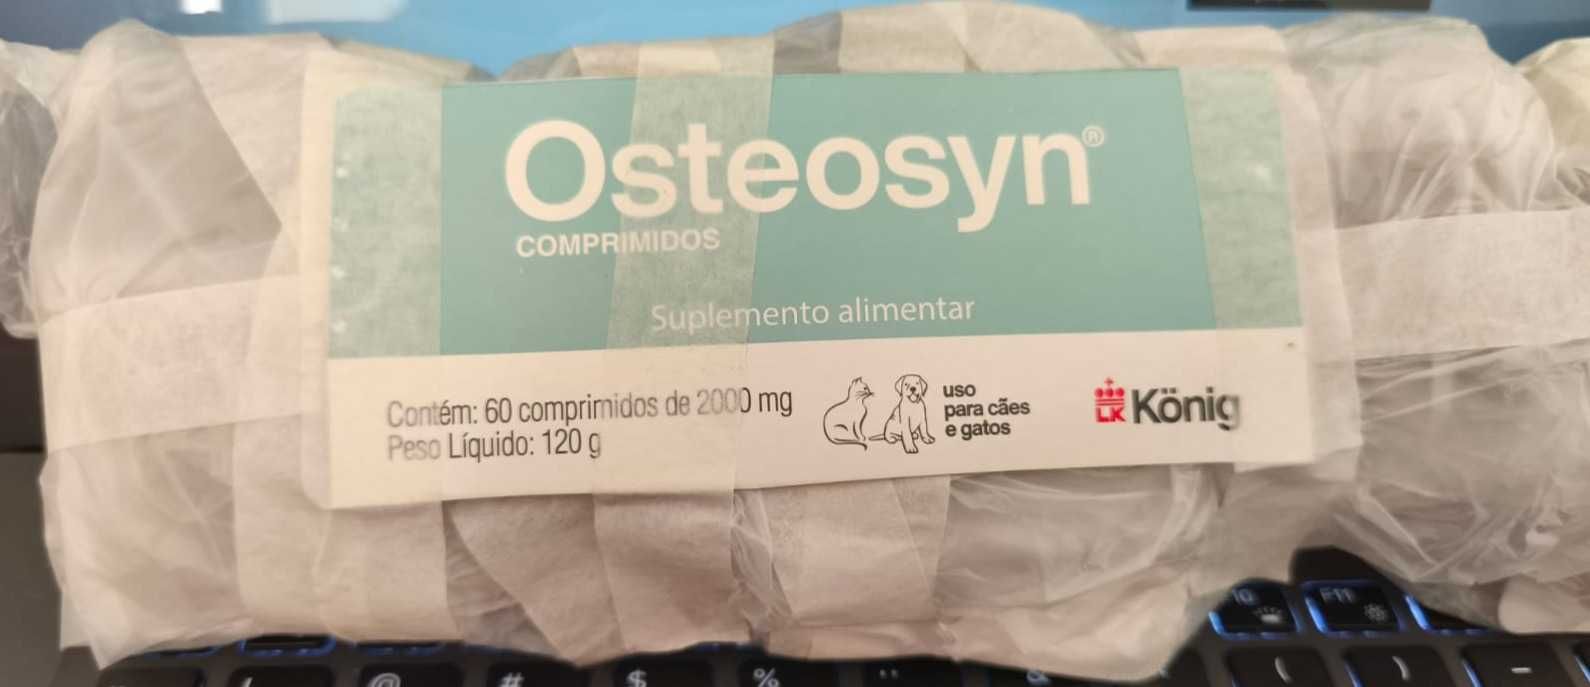 Osteosyn®
COMPRIMIDOS
Suplemento alimentar
Contém: 60 comprimidos de 2000 mg
Peso Líquido: 120 g
uso
para cães
e gatos
LK König
F11
@ # $ % ¨ & ( ) -